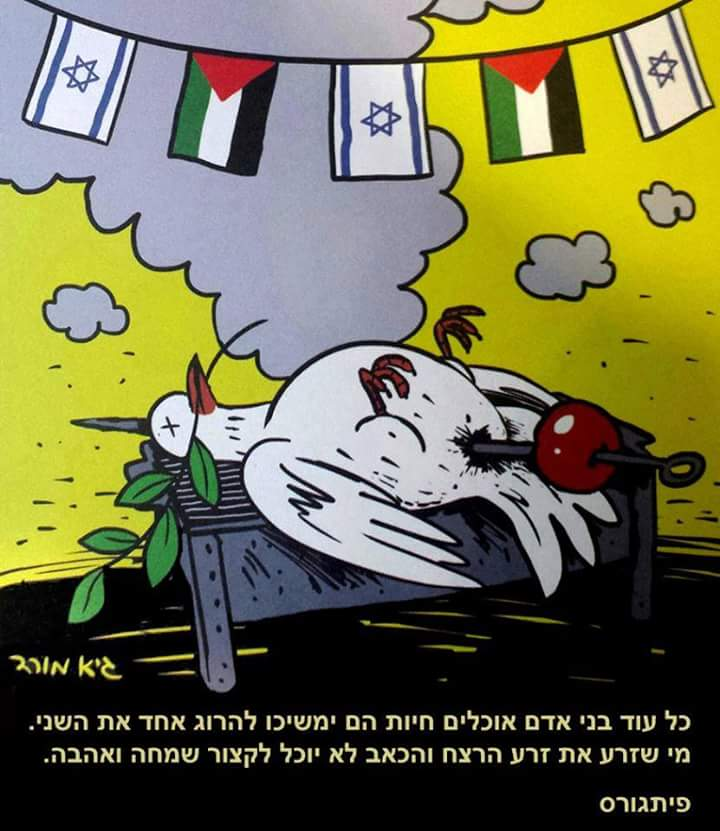 גיא מורד
כל עוד בני אדם אוכלים חיות הם ימשיכו להרוג אחד את השני.
מי שזרע את זרע הרצח והכאב לא יוכל לקצור שמחה ואהבה.
פיתגורס